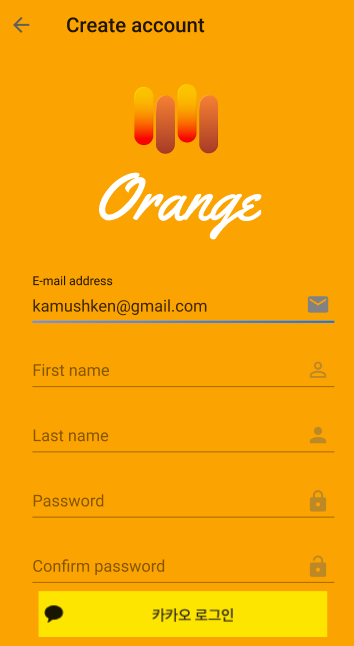 Create account
Orange
E-mail address
kamushken@gmail.com
First name
Last name
Password
Confirm password
카카오 로그인